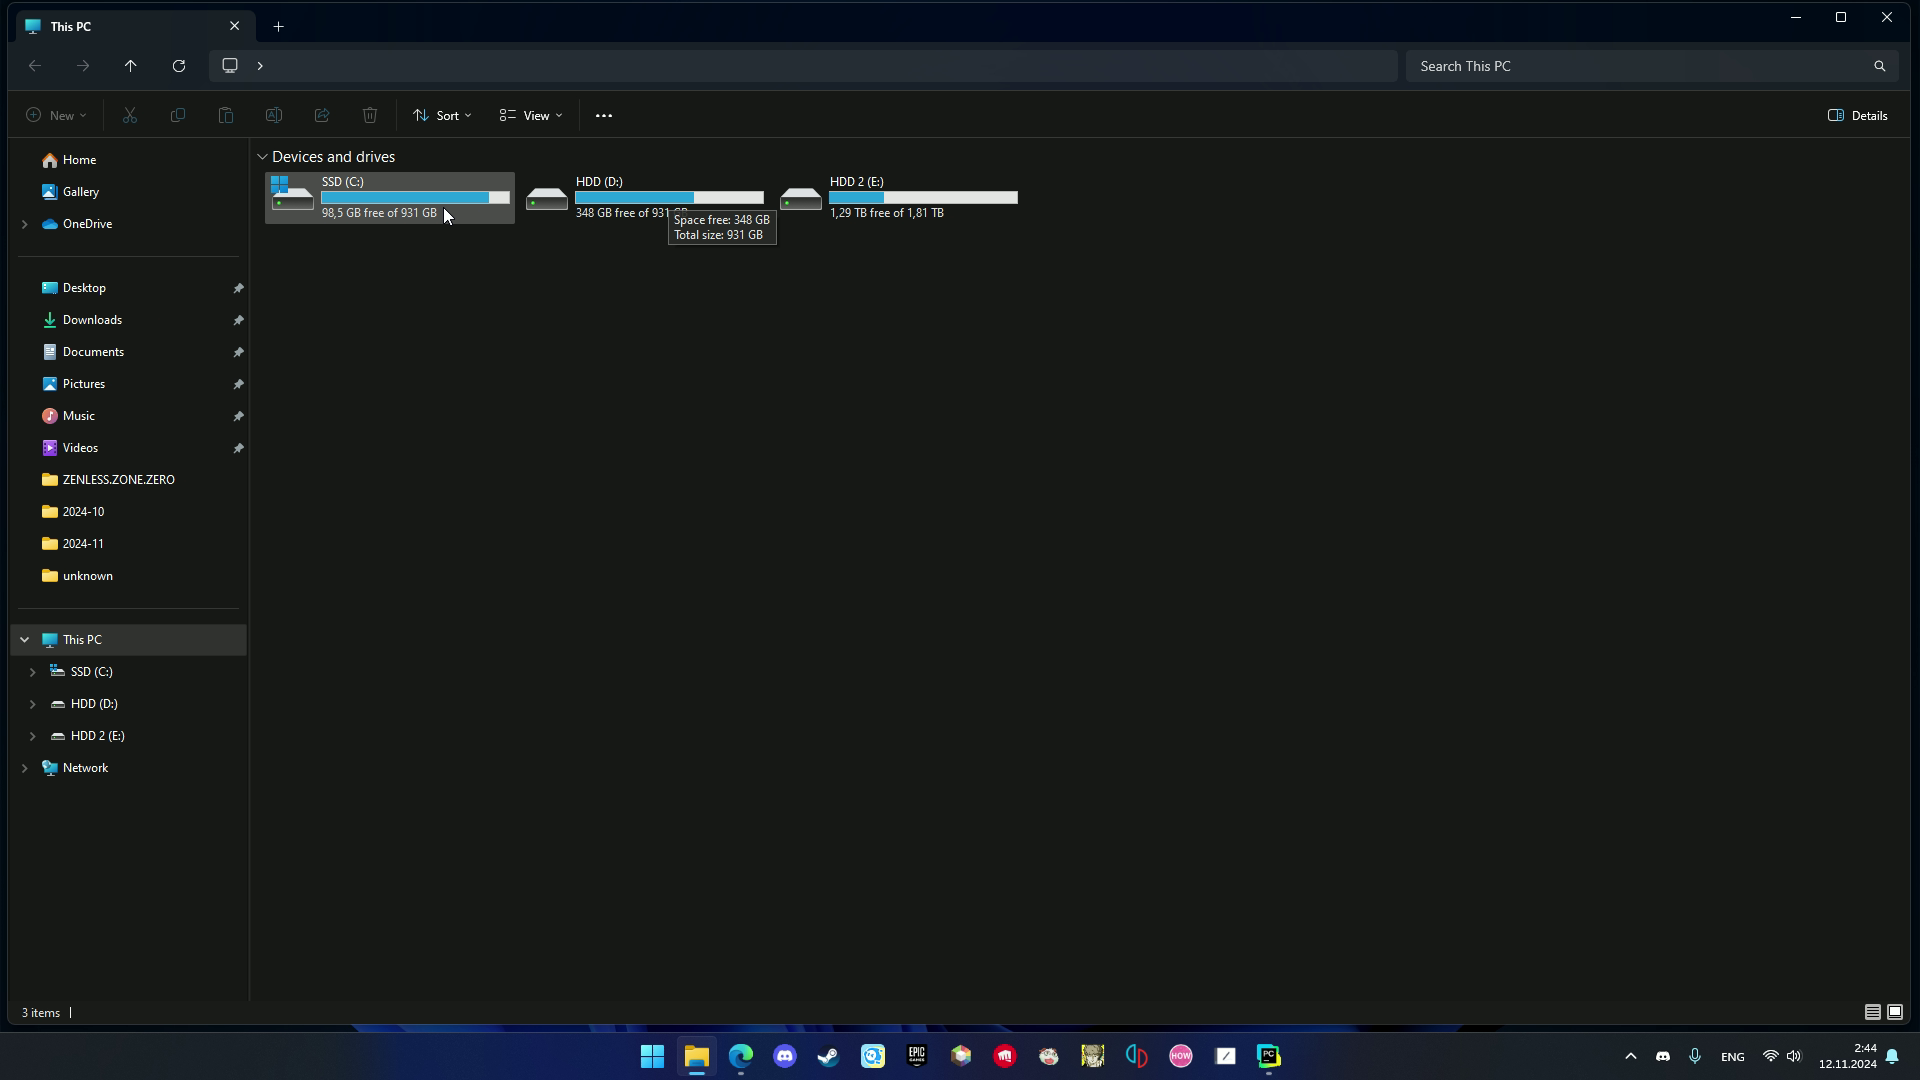 This PC
Search This PC
New
Sort
View
Details
Home
Gallery
OneDrive
Desktop
Downloads
Documents
Pictures
Music
Videos
ZENLESS.ZONE.ZERO
2024-10
2024-11
unknown
This PC
SSD (C:)
HDD (D:)
HDD 2 (E:)
Network
Devices and drives
SSD (C:)
98,5 GB free of 931 GB
HDD (D:)
348 GB free of 931
Space free: 348 GB
Total size: 931 GB
HDD 2 (E:)
1,29 TB free of 1,81 TB
3 items
EPIC
GAMES
HOW
PC
ENG
2:44
12.11.2024